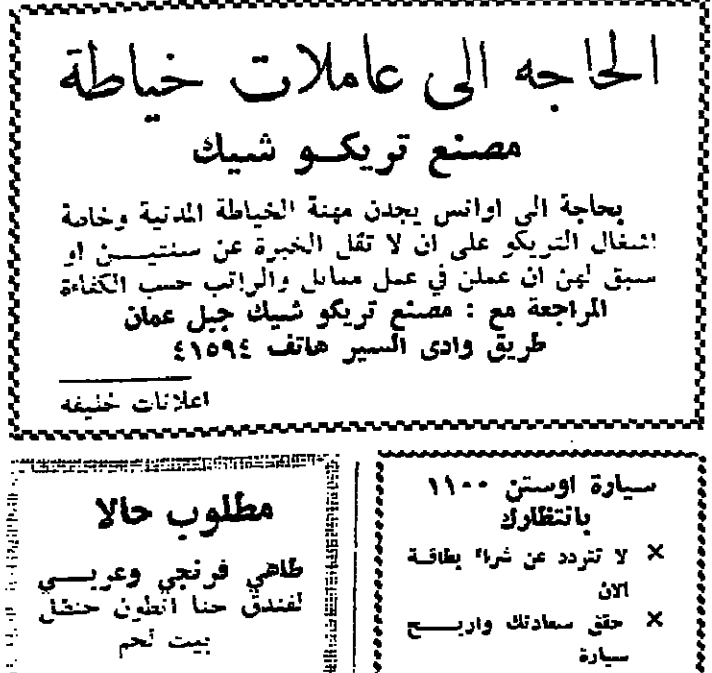 الحاجه الى عاملات خياطة
مصنع تريكو شيك
بحاجة الى اوانس يجدن مهنة الخياطة المدنية وخاصة
اشغال التريكو على ان لا تقل الخبرة عن سنتين او
سبق لهن ان عملن في عمل مماثل والراتب حسب الكفاءة
المراجعة مع : مصنع تريكو شيك جبل عمان
طريق وادى السير هاتف ٤١٥٩٤
اعلانات خليفه
سيارة اوستن ١١٠٠
بانتظارك
× لا تتردد عن شراء بطاقة
الان
× حقق سعادتك واربح
سيارة
مطلوب حالا
طاهي فرنجي وعربي
لفندق حنا انطون حنضل
بيت لحم